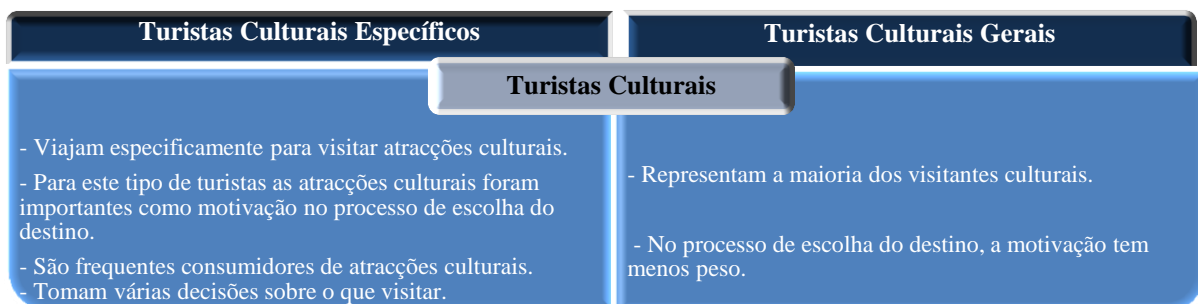 Turistas Culturais Específicos
Turistas Culturais Gerais
Turistas Culturais
- Viajam especificamente para visitar atracções culturais.
- Para este tipo de turistas as atracções culturais foram
importantes como motivação no processo de escolha do
destino.
- São frequentes consumidores de atracções culturais.
- Tomam várias decisões sobre o que visitar.
- Representam a maioria dos visitantes culturais.
- No processo de escolha do destino, a motivação tem
menos peso.